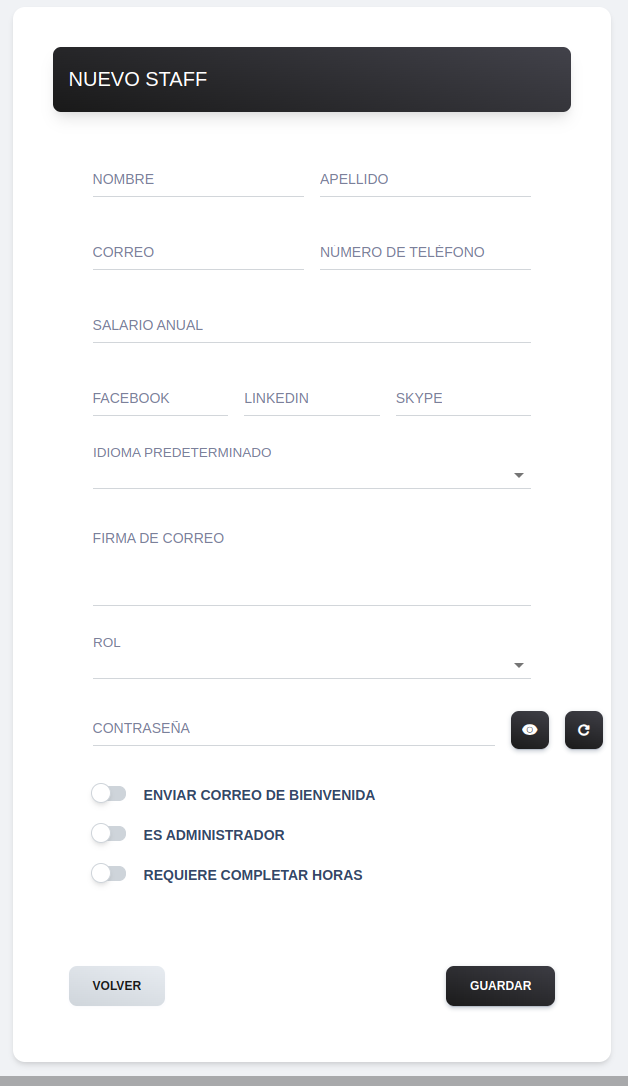 NUEVO STAFF
NOMBRE APELLIDO
CORREO NÚMERO DE TELÉFONO
SALARIO ANUAL
FACEBOOK LINKEDIN SKYPE
IDIOMA PREDETERMINADO
FIRMA DE CORREO
ROL
CONTRASEÑA
ENVIAR CORREO DE BIENVENIDA
ES ADMINISTRADOR
REQUIERE COMPLETAR HORAS
VOLVER GUARDAR